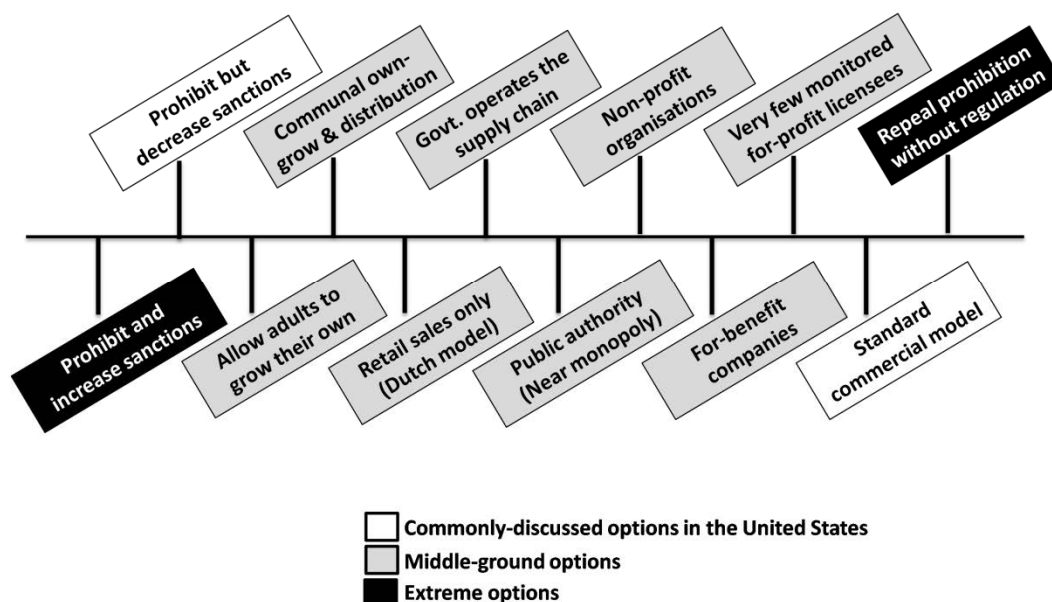 Prohibit but
decrease sanctions
Communal own-
grow & distribution
Govt. operates the
supply chain
Non-profit
organisations
Very few monitored
for-profit licensees
Repeal prohibition
without regulation
Prohibit and
increase sanctions
Allow adults to
grow their own
Retail sales only
(Dutch model)
Public authority
(Near monopoly)
For-benefit
companies
Standard
commercial model
Commonly-discussed options in the United States
Middle-ground options
Extreme options